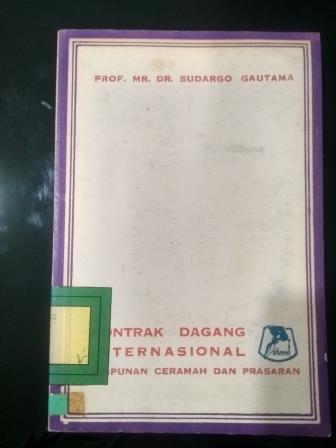 PROF. MR. DR. SUDARGO GAUTAMA
ONTRAK DAGANG
TERNASIONAL
PUNAN CERAMAH DAN PRASARAN